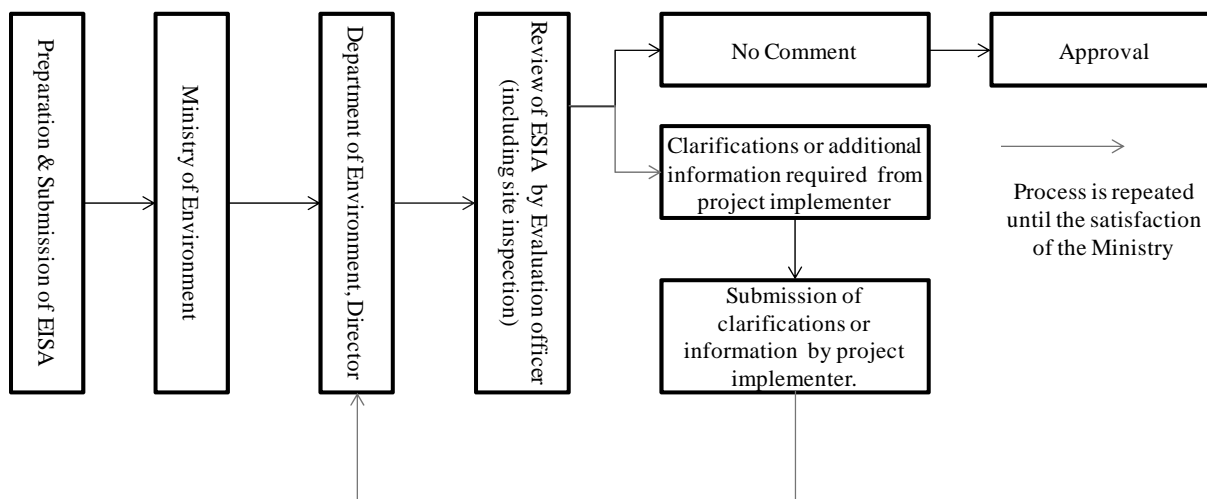 Preparation & Submission of EISA
Ministry of Environment
Department of Environment, Director
Review of ESIA by Evaluation officer
(including site inspection)
No Comment
Approval
Clarifications or additional
information required from
project implementer
Process is repeated
until the satisfaction
of the Ministry
Submission of
clarifications or
information by project
implementer.